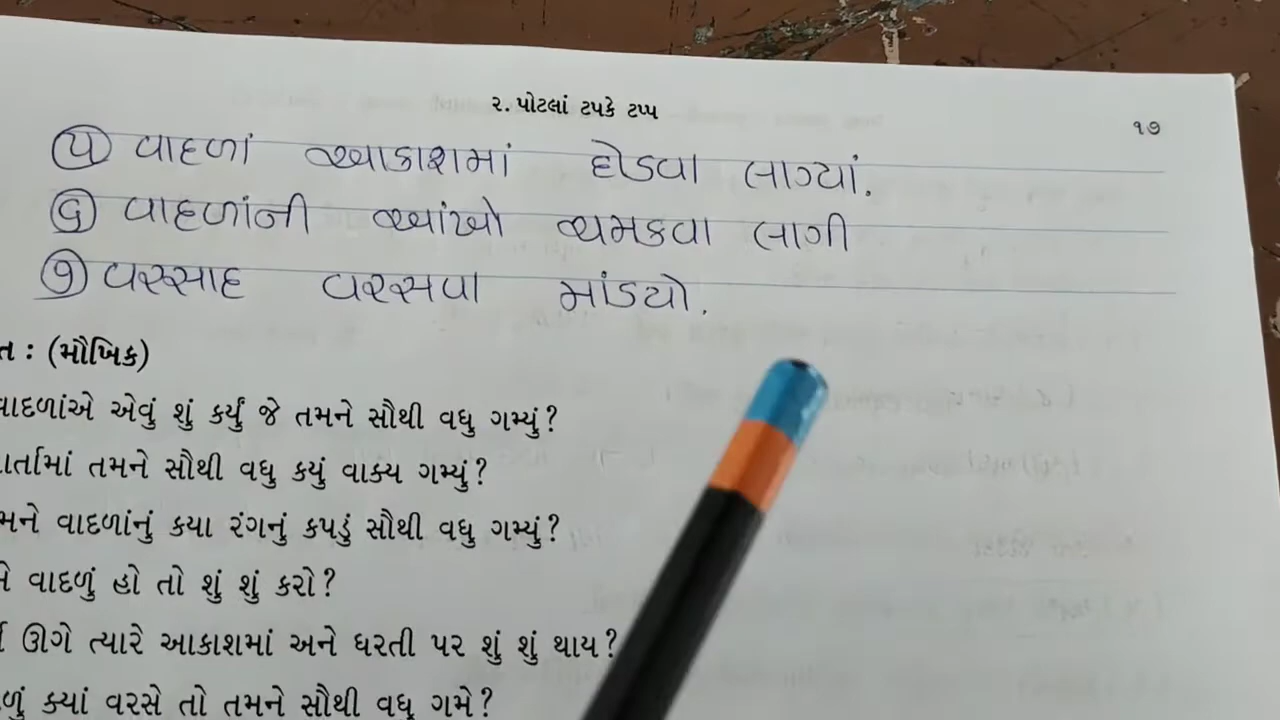 ૨. પોટલાં ટપકે ટપ્પ
૧૭
૫ વાદળાં આકાશમાં દોડવા લાગ્યાં.
૬ વાદળાંની આંખો ચમકવા લાગી
૭ વરસાદ વરસવા માંડયો.
ત : (મૌખિક)
વાદળાંએ એવું શું કર્યું જે તમને સૌથી વધુ ગમ્યું?
ાર્તામાં તમને સૌથી વધુ કયું વાક્ય ગમ્યું?
મને વાદળાંનું કયા રંગનું કપડું સૌથી વધુ ગમ્યું?
વાદળું હો તો શું શું કરો?
ઊગે ત્યારે આકાશમાં અને ધરતી પર શું શું થાય?
ળું ક્યાં વરસે તો તમને સૌથી વધુ ગમે?